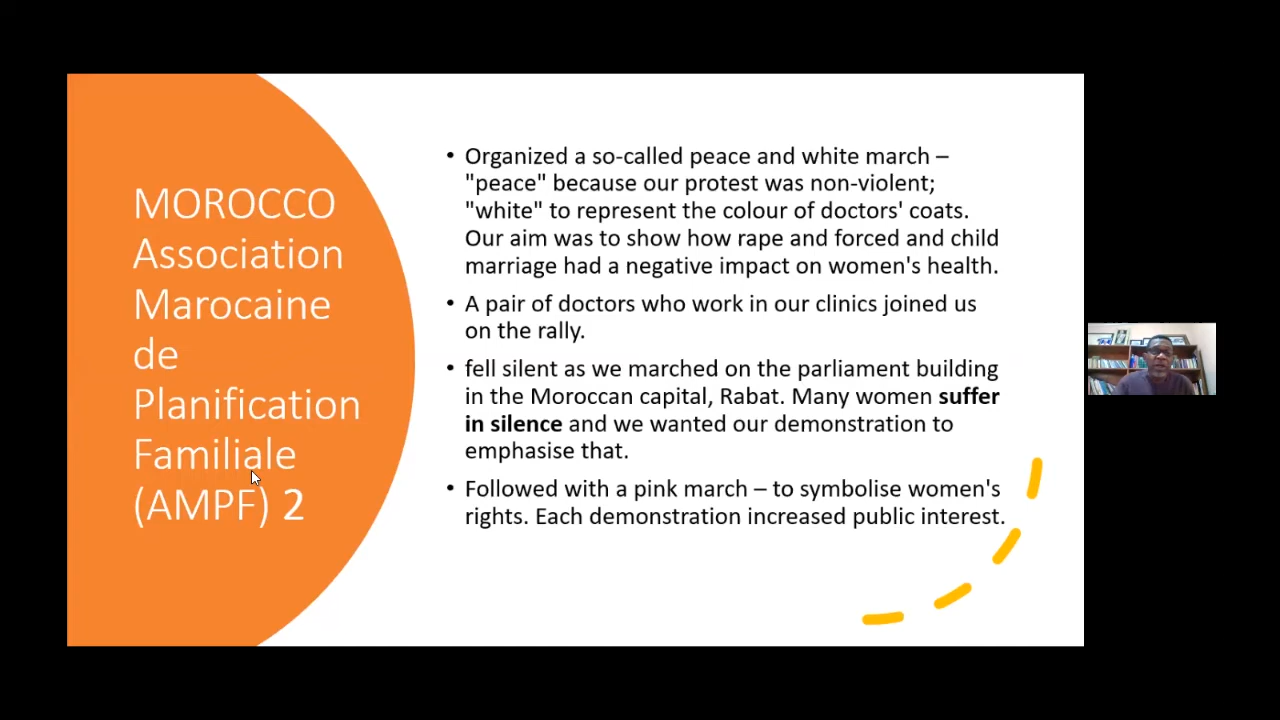 MOROCCO
Association
Marocaine
de
Planification
Familiale
(AMPF) 2
• Organized a so-called peace and white march –
"peace" because our protest was non-violent;
"white" to represent the colour of doctors' coats.
Our aim was to show how rape and forced and child
marriage had a negative impact on women's health.
• A pair of doctors who work in our clinics joined us
on the rally.
• fell silent as we marched on the parliament building
in the Moroccan capital, Rabat. Many women suffer
in silence and we wanted our demonstration to
emphasise that.
• Followed with a pink march – to symbolise women's
rights. Each demonstration increased public interest.